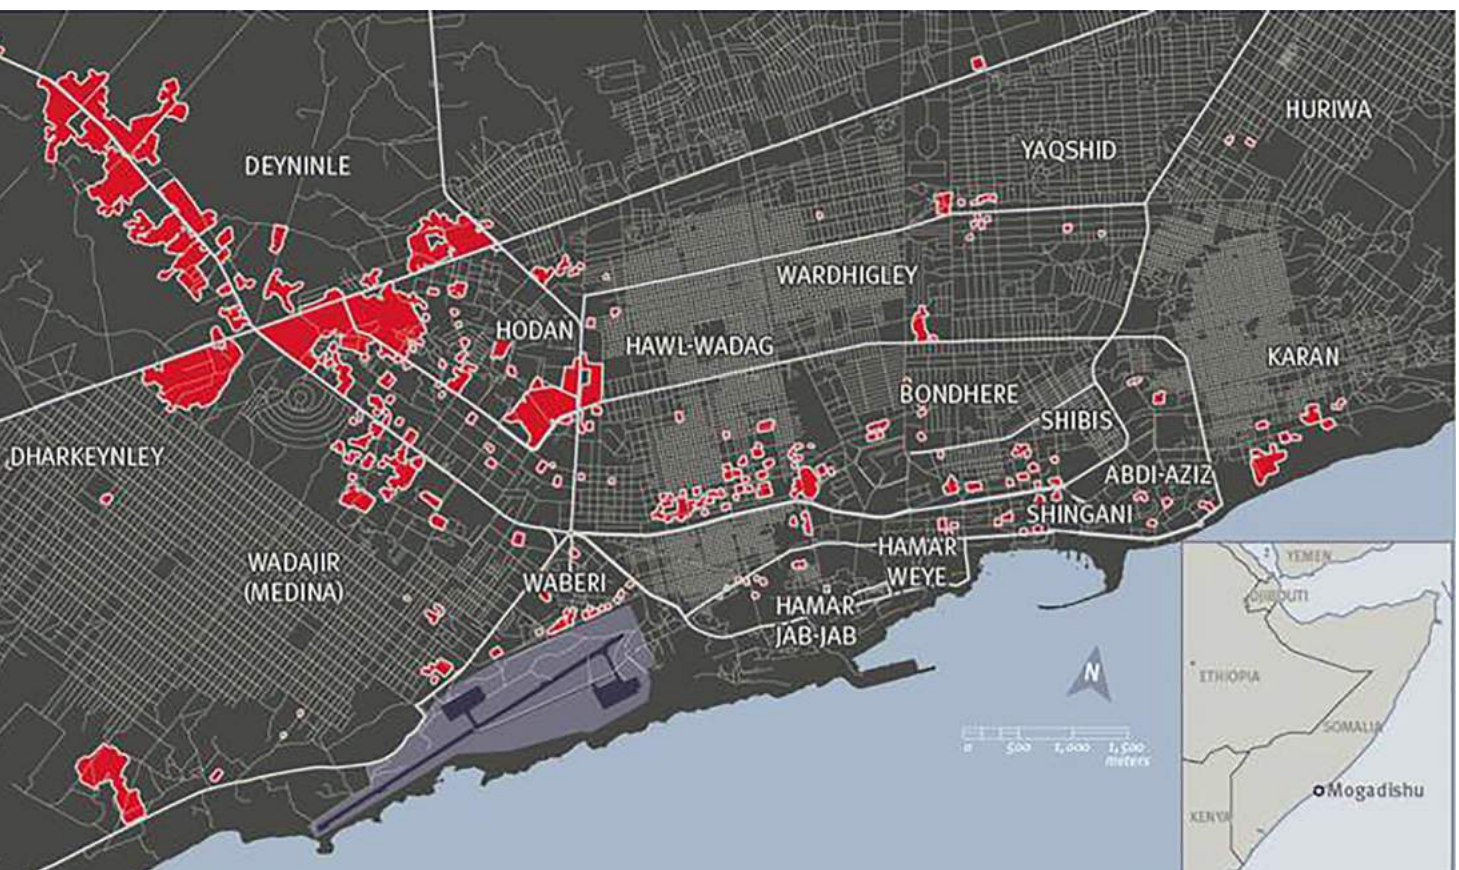 HURIWA
YAQSHID
DEYNINLE
WARDHIGLEY
HODAN
HAWL-WADAG
KARAN
BONDHERE
SHIBIS
DHARKEYNLEY
ABDI-AZIZ
SHINGANI
WADAJIR
(MEDINA)
HAMAR
WEYE
WABERI
HAMAR
JAB-JAB
N
0 500 1,000 1,500
meters
YEMEN
DJIBOUTI
ETHIOPIA
SOMALIA
KENYA
Mogadishu